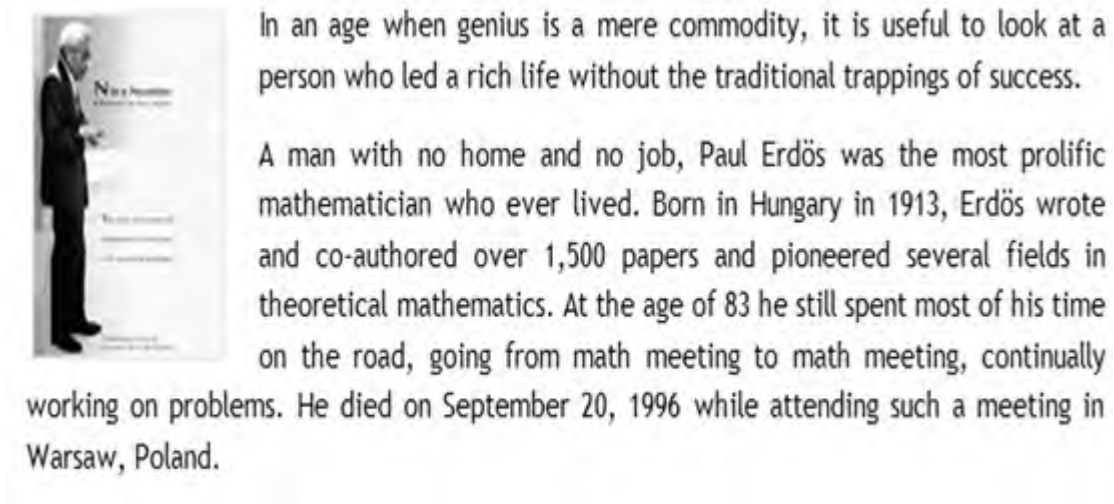 In an age when genius is a mere commodity, it is useful to look at a
person who led a rich life without the traditional trappings of success.
N is a Number
A man with no home and no job, Paul Erdös was the most prolific
mathematician who ever lived. Born in Hungary in 1913, Erdös wrote
and co-authored over 1,500 papers and pioneered several fields in
theoretical mathematics. At the age of 83 he still spent most of his time
on the road, going from math meeting to math meeting, continually
working on problems. He died on September 20, 1996 while attending such a meeting in
Warsaw, Poland.